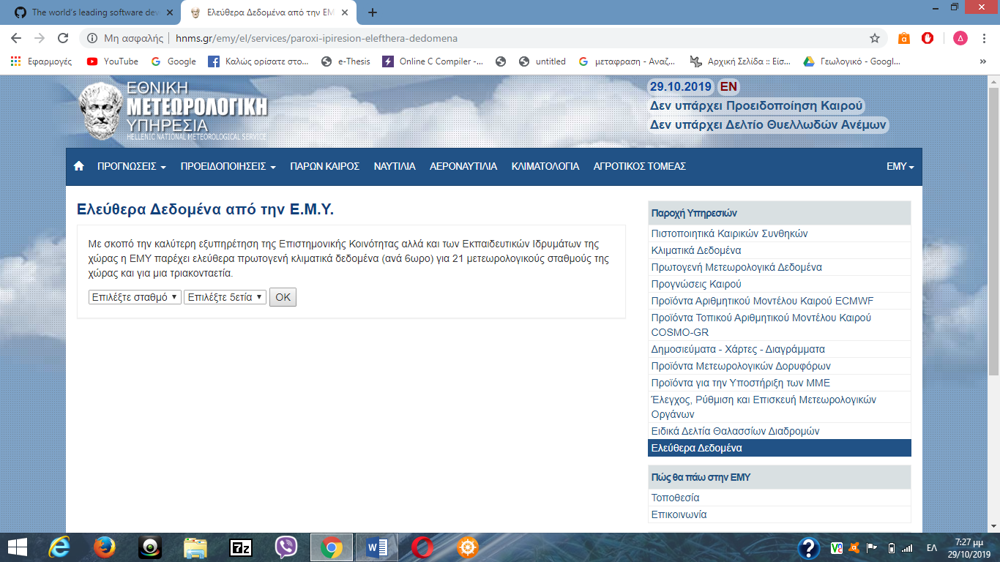 The world's leading software dev
Ελεύθερα Δεδομένα από την ΕΜ
Μη ασφαλής hnms.gr/emy/el/services/paroxi-ipiresion-elefthera-dedomena
Δ
Εφαρμογές YouTube Google Καλώς ορίσατε στο... e-Thesis Online C Compiler -... untitled μεταφραση - Αναζ... Αρχική Σελίδα :: Είσ... Γεωλογικό - Googl... »
ΕΘΝΙΚΗ
ΜΕΤΕΩΡΟΛΟΓΙΚΗ
ΥΠΗΡΕΣΙΑ
HELLENIC NATIONAL METEOROLOGICAL SERVICE
29.10.2019 EN
Δεν υπάρχει Προειδοποίηση Καιρού
Δεν υπάρχει Δελτίο Θυελλωδών Ανέμων
ΠΡΟΓΝΩΣΕΙΣ ΠΡΟΕΙΔΟΠΟΙΗΣΕΙΣ ΠΑΡΩΝ ΚΑΙΡΟΣ ΝΑΥΤΙΛΙΑ ΑΕΡΟΝΑΥΤΙΛΙΑ ΚΛΙΜΑΤΟΛΟΓΙΑ ΑΓΡΟΤΙΚΟΣ ΤΟΜΕΑΣ ΕΜΥ
Ελεύθερα Δεδομένα από την Ε.Μ.Υ.
Με σκοπό την καλύτερη εξυπηρέτηση της Επιστημονικής Κοινότητας αλλά και των Εκπαιδευτικών Ιδρυμάτων της
χώρας η ΕΜΥ παρέχει ελεύθερα πρωτογενή κλιματικά δεδομένα (ανά 6ωρο) για 21 μετεωρολογικούς σταθμούς της
χώρας και για μια τριακονταετία.
Επιλέξτε σταθμό Επιλέξτε 5ετία OK
Παροχή Υπηρεσιών
Πιστοποιητικά Καιρικών Συνθηκών
Κλιματικά Δεδομένα
Πρωτογενή Μετεωρολογικά Δεδομένα
Προγνώσεις Καιρού
Προϊόντα Αριθμητικού Μοντέλου Καιρού ECMWF
Προϊόντα Τοπικού Αριθμητικού Μοντέλου Καιρού
COSMO-GR
Δημοσιεύματα - Χάρτες - Διαγράμματα
Προϊόντα Μετεωρολογικών Δορυφόρων
Προϊόντα για την Υποστήριξη των ΜΜΕ
Έλεγχος, Ρύθμιση και Επισκευή Μετεωρολογικών
Οργάνων
Ειδικά Δελτία Θαλασσίων Διαδρομών
Ελεύθερα Δεδομένα
Πώς θα πάω στην ΕΜΥ
Τοποθεσία
Επικοινωνία
7z
ΕΛ
7:27 μμ
29/10/2019